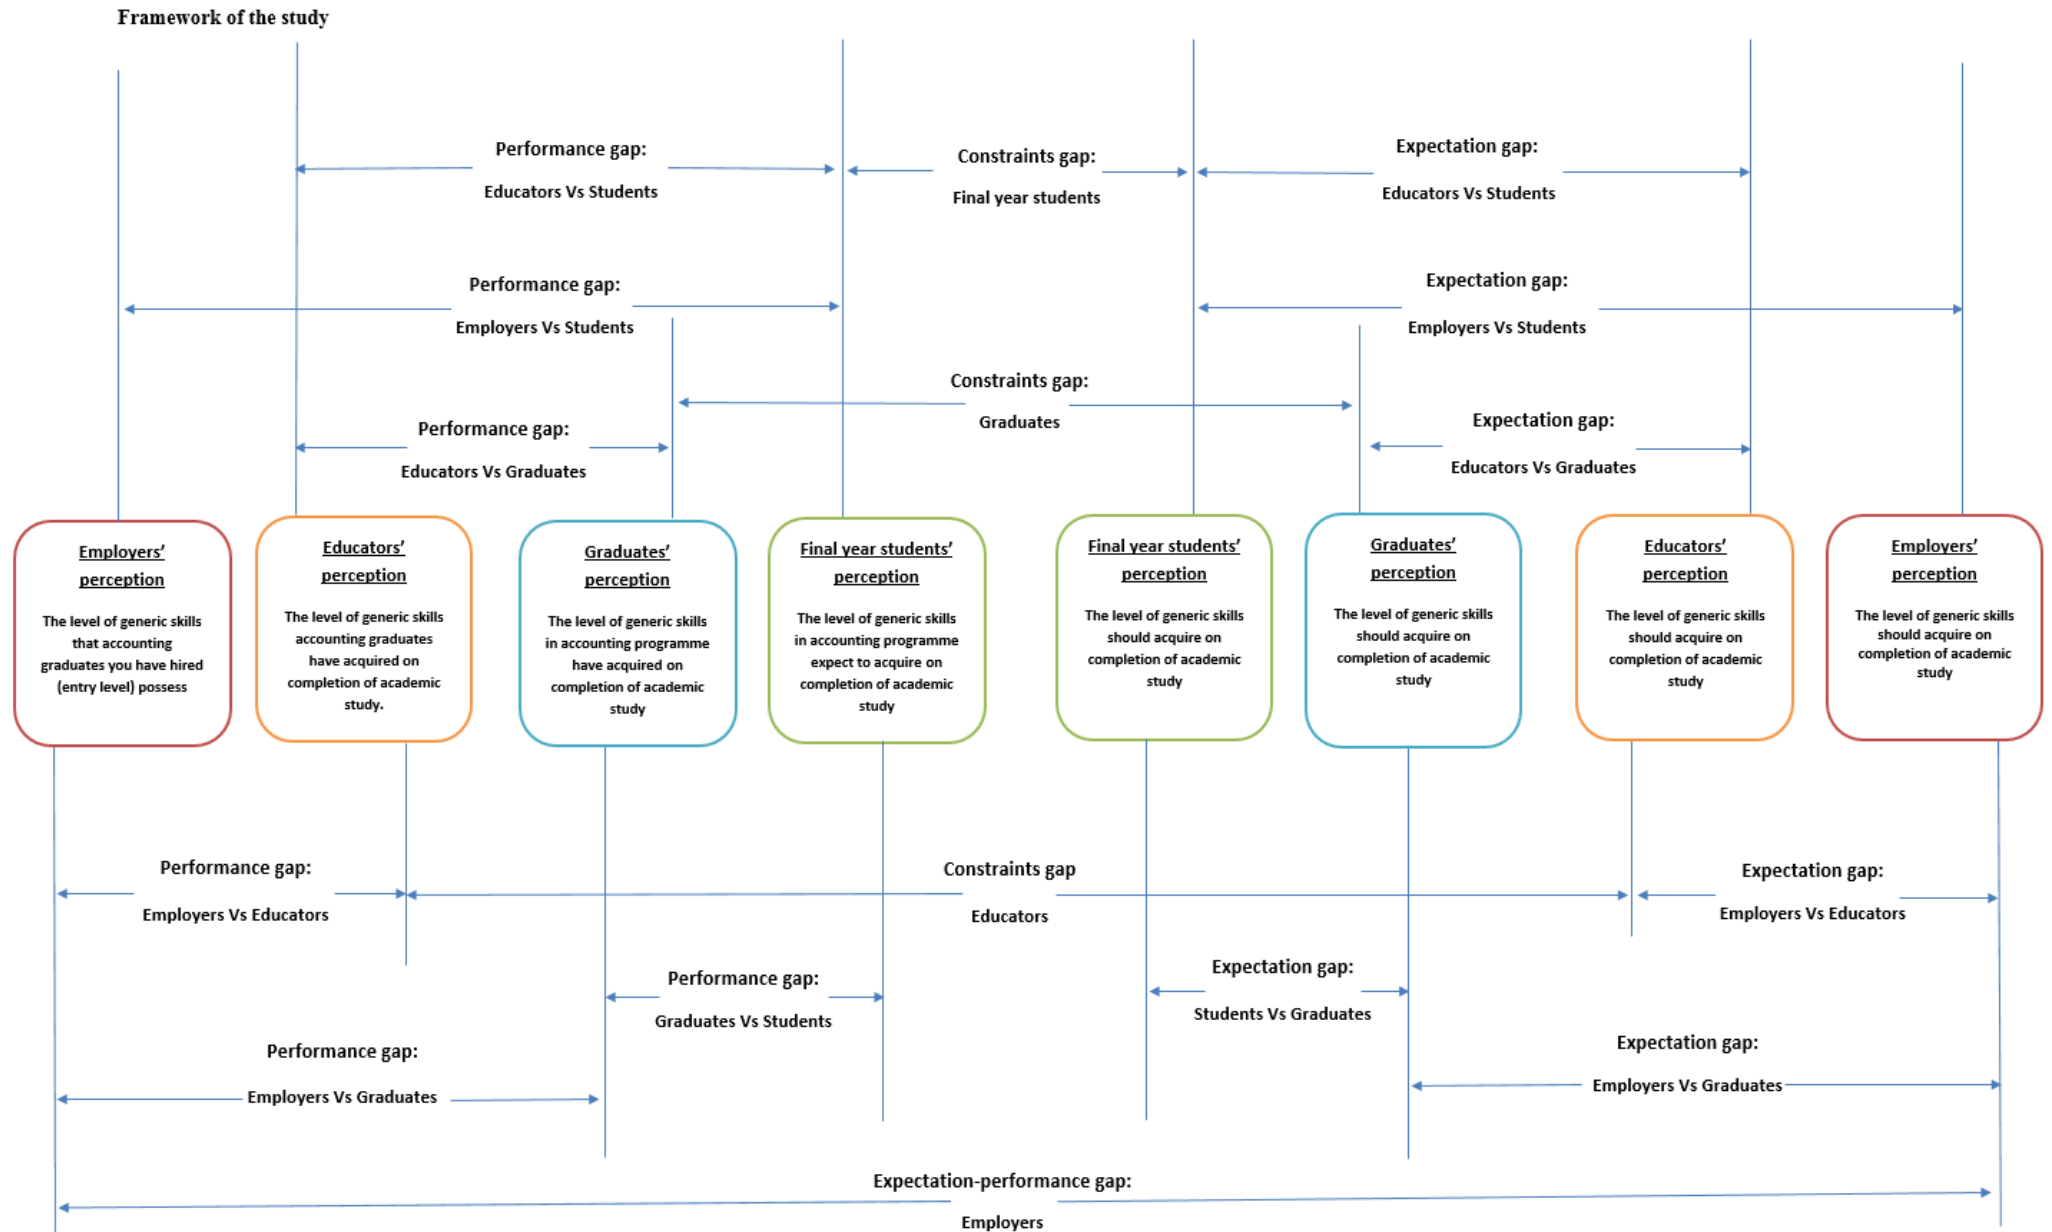 Framework of the study
Performance gap:
Educators Vs Students
Constraints gap:
Final year students
Expectation gap:
Educators Vs Students
Performance gap:
Employers Vs Students
Expectation gap:
Employers Vs Students
Constraints gap:
Graduates
Performance gap:
Educators Vs Graduates
Expectation gap:
Educators Vs Graduates
Employers'
perception
The level of generic skills
that accounting
graduates you have hired
(entry level) possess
Educators'
perception
The level of generic skills
accounting graduates
have acquired on
completion of academic
study.
Graduates'
perception
The level of generic skills
in accounting programme
have acquired on
completion of academic
study
Final year students'
perception
The level of generic skills
in accounting programme
expect to acquire on
completion of academic
study
Final year students'
perception
The level of generic skills
should acquire on
completion of academic
study
Graduates'
perception
The level of generic skills
should acquire on
completion of academic
study
Educators'
perception
The level of generic skills
should acquire on
completion of academic
study
Employers'
perception
The level of generic skills
should acquire on
completion of academic
study
Performance gap:
Employers Vs Educators
Constraints gap
Educators
Expectation gap:
Employers Vs Educators
Performance gap:
Graduates Vs Students
Expectation gap:
Students Vs Graduates
Performance gap:
Employers Vs Graduates
Expectation gap:
Employers Vs Graduates
Expectation-performance gap:
Employers